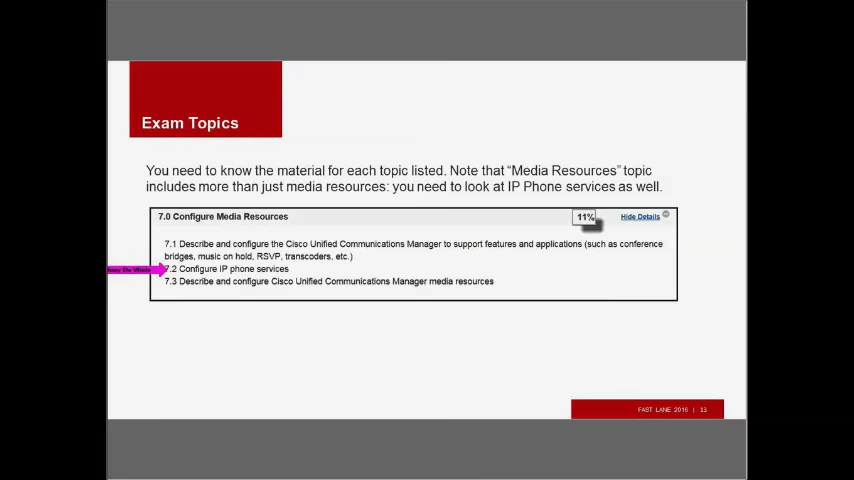 Exam Topics
You need to know the material for each topic listed. Note that “Media Resources” topic
includes more than just media resources: you need to look at IP Phone services as well.
7.0 Configure Media Resources 11% Hide Details
7.1 Describe and configure the Cisco Unified Communications Manager to support features and applications (such as conference
bridges, music on hold, RSVP, transcoders, etc.)
7.2 Configure IP phone services
7.3 Describe and configure Cisco Unified Communications Manager media resources
FAST LANE 2016 | 13